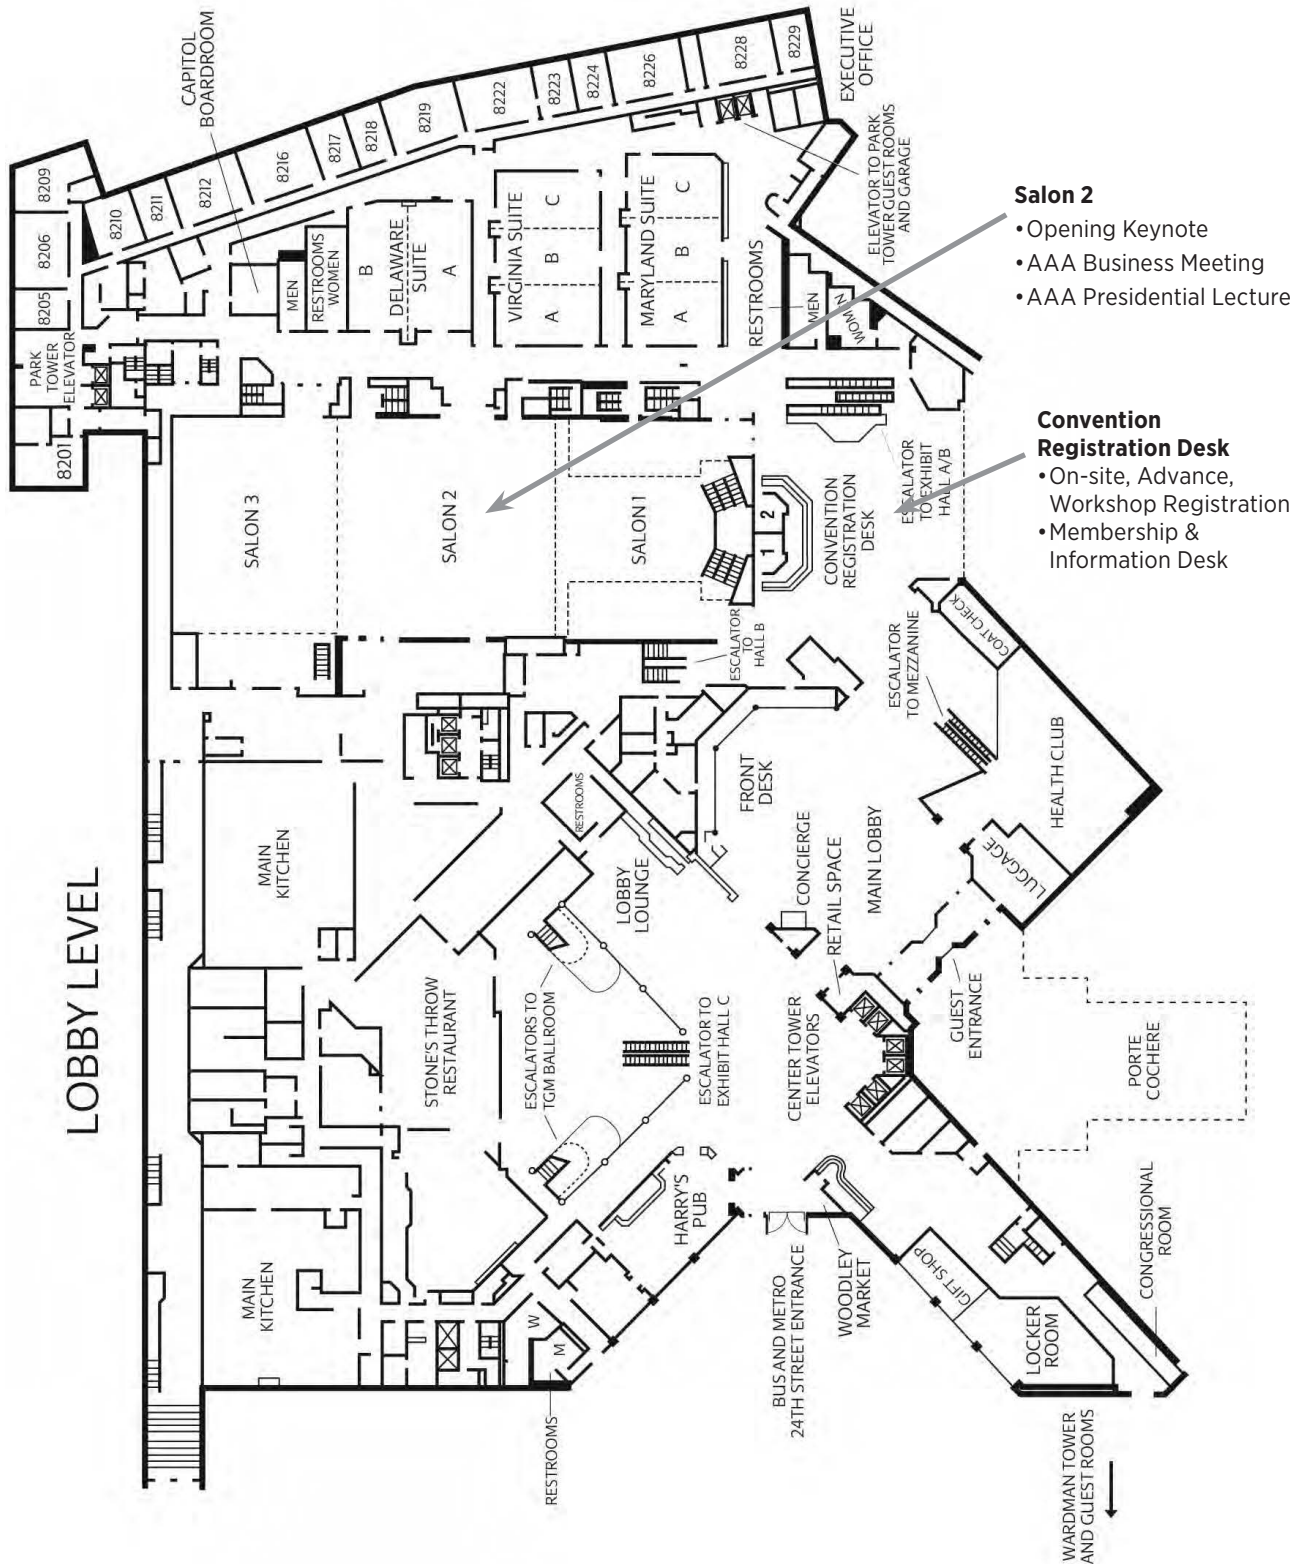 LOBBY LEVEL
CAPITOL
BOARDROOM
8209
8206
8205
PARK
TOWER
ELEVATOR
8201
8210
8211
8212
8216
8217
8218
8219
8222
8223
8224
8226
8228
8229
EXECUTIVE
OFFICE
ELEVATOR TO PARK
TOWER GUEST ROOMS
AND GARAGE
MEN
RESTROOMS
WOMEN
B
DELAWARE
SUITE
A
VIRGINIA SUITE
A
B
C
MARYLAND SUITE
A
B
C
RESTROOMS
MEN
WOMEN
Salon 2
•Opening Keynote
•AAA Business Meeting
•AAA Presidential Lecture
Convention
Registration Desk
•On-site, Advance,
Workshop Registration
•Membership &
Information Desk
SALON 3
SALON 2
SALON 1
1
2
CONVENTION
REGISTRATION
DESK
ESCALATOR
TO EXHIBIT
HALL A/B
ESCALATOR
TO
HALL B
ESCALATOR
TO MEZZANINE
COAT CHECK
HEALTH CLUB
LUGGAGE
FRONT
DESK
RESTROOMS
LOBBY
LOUNGE
CONCIERGE
RETAIL SPACE
MAIN LOBBY
MAIN
KITCHEN
STONE'S THROW
RESTAURANT
ESCALATORS TO
TGM BALLROOM
ESCALATOR TO
EXHIBIT HALL C
CENTER TOWER
ELEVATORS
GUEST
ENTRANCE
PORTE
COCHERE
MAIN
KITCHEN
HARRY'S
PUB
W
M
RESTROOMS
BUS AND METRO
24TH STREET ENTRANCE
WOODLEY
MARKET
GIFT SHOP
LOCKER
ROOM
CONGRESSIONAL
ROOM
WARDMAN TOWER
AND GUEST ROOMS